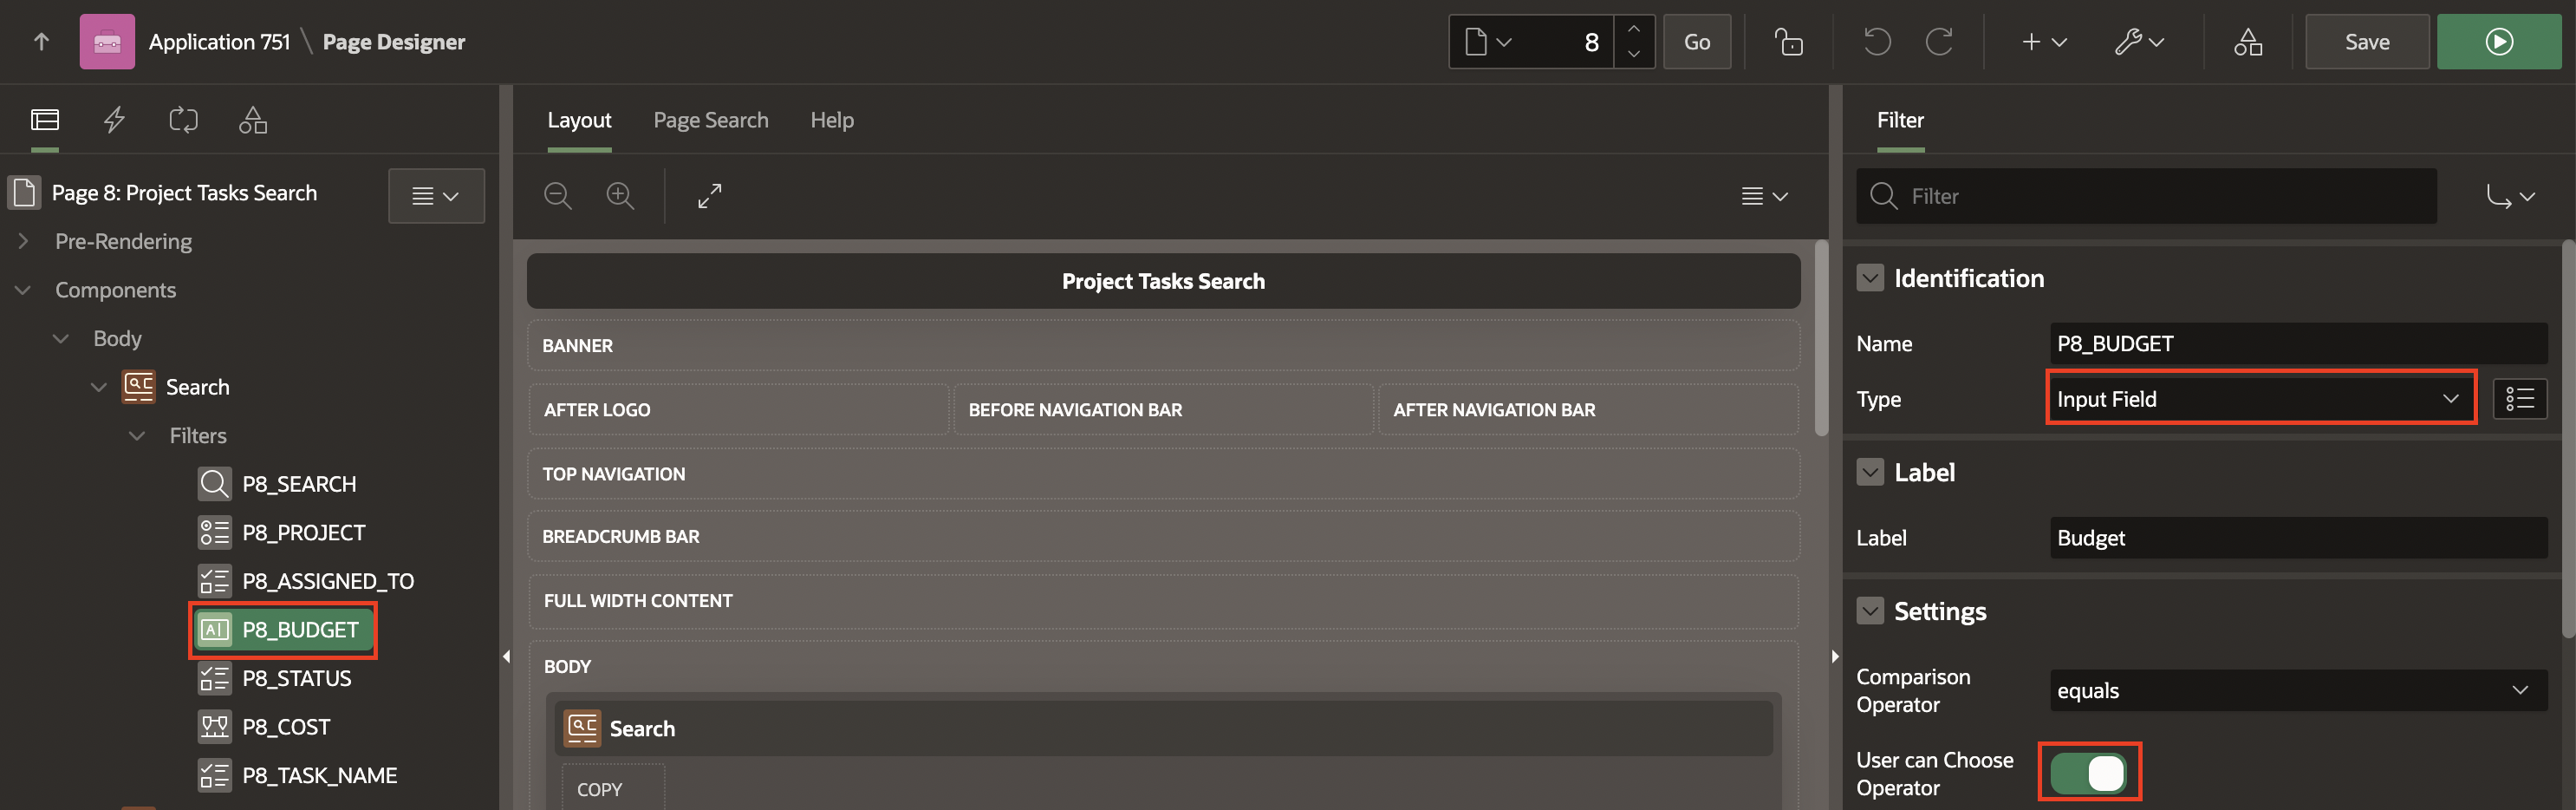 Application 751 \ Page Designer
8
Go
Save
Layout
Page Search
Help
Filter
Page 8: Project Tasks Search
Pre-Rendering
Components
Body
Search
Filters
P8_SEARCH
P8_PROJECT
P8_ASSIGNED_TO
P8_BUDGET
P8_STATUS
P8_COST
P8_TASK_NAME
Project Tasks Search
BANNER
AFTER LOGO
BEFORE NAVIGATION BAR
AFTER NAVIGATION BAR
TOP NAVIGATION
BREADCRUMB BAR
FULL WIDTH CONTENT
BODY
Search
COPY
Filter
Identification
Name
P8_BUDGET
Type
Input Field
Label
Label
Budget
Settings
Comparison
Operator
equals
User can Choose
Operator